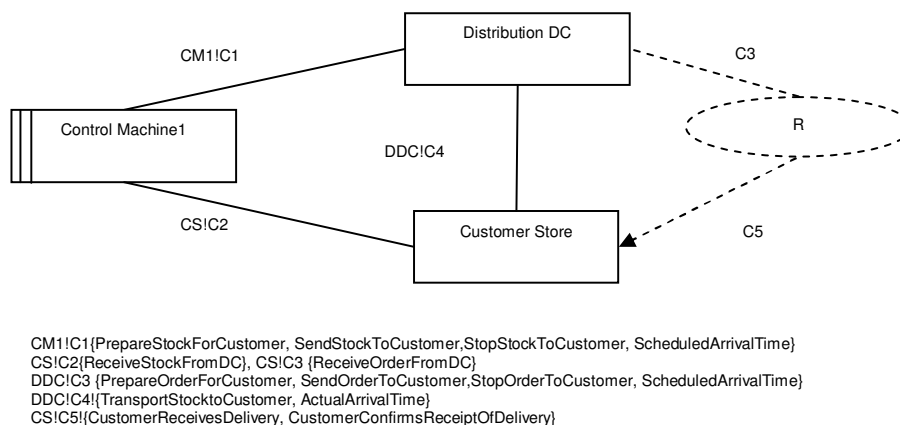 Distribution DC
CM1!C1
C3
Control Machine1
R
DDC!C4
CS!C2
Customer Store
C5
CM1!C1{PrepareStockForCustomer, SendStockToCustomer,StopStockToCustomer, ScheduledArrivalTime}
CS!C2{ReceiveStockFromDC}, CS!C3 {ReceiveOrderFromDC}
DDC!C3 {PrepareOrderForCustomer, SendOrderToCustomer,StopOrderToCustomer, ScheduledArrivalTime}
DDC!C4!{TransportStocktoCustomer, ActualArrivalTime}
CS!C5!{CustomerReceivesDelivery, CustomerConfirmsReceiptOfDelivery}